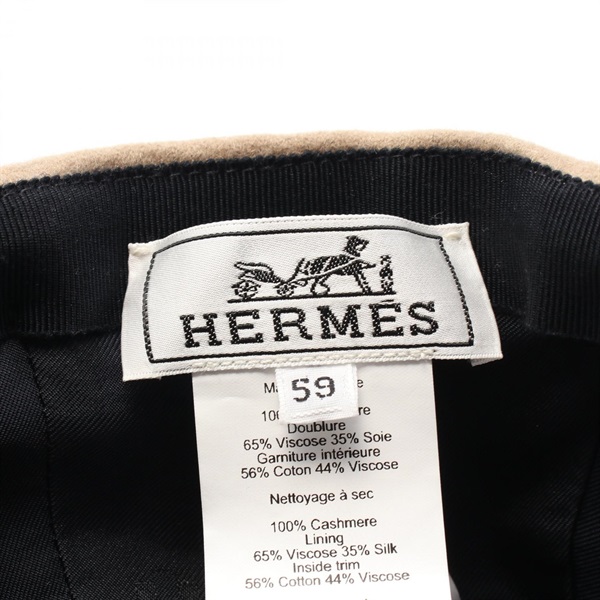 HERMÈS
59
65% Viscose 35% Soie
Doublure
Garniture intérieure
56% Coton 44% Viscose
Nettoyage à sec
100% Cashmere
Lining
65% Viscose 35% Silk
Inside trim
56% Cotton 44% Viscose